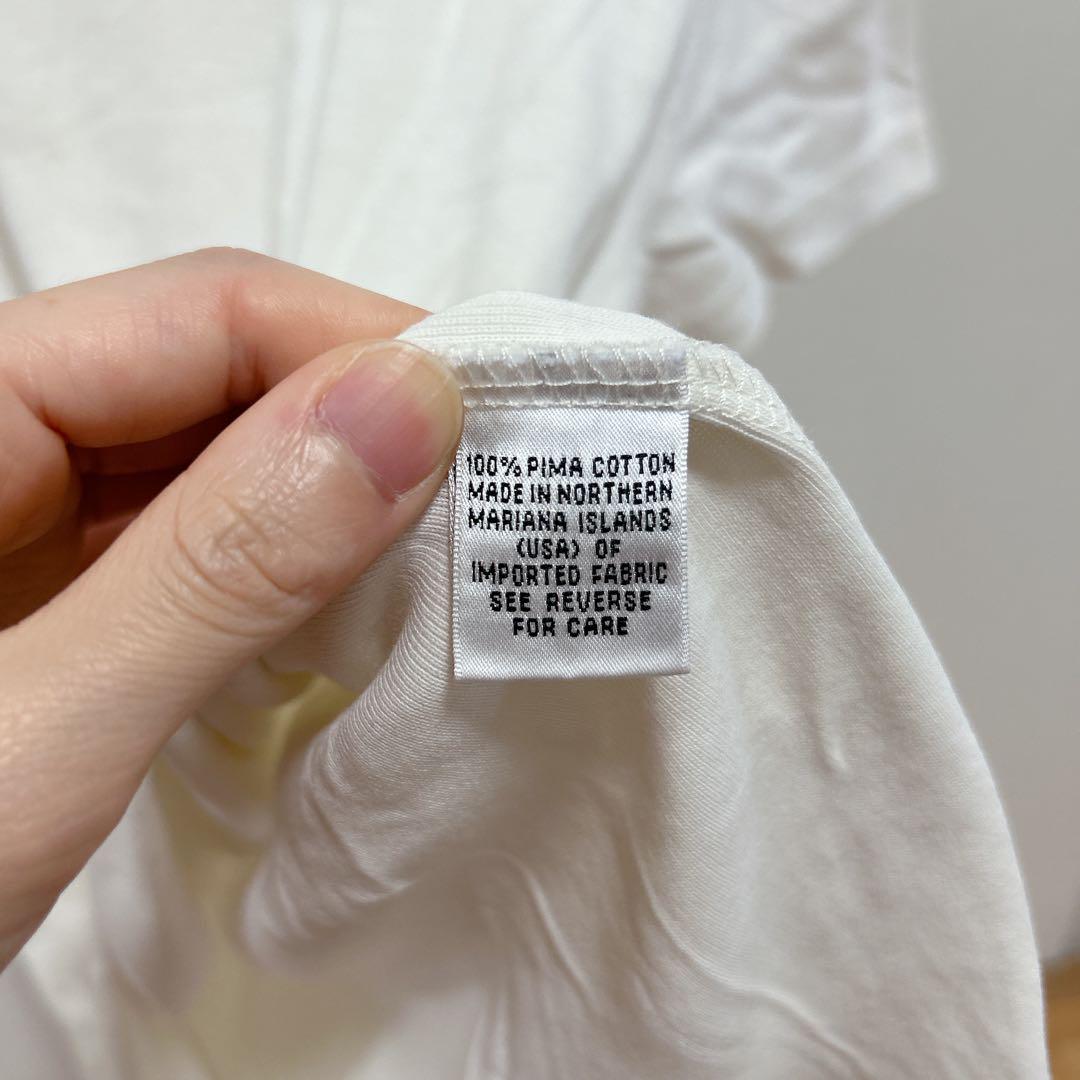 100% PIMA COTTON
MADE IN NORTHERN
MARIANA ISLANDS
(USA) OF
IMPORTED FABRIC
SEE REVERSE
FOR CARE